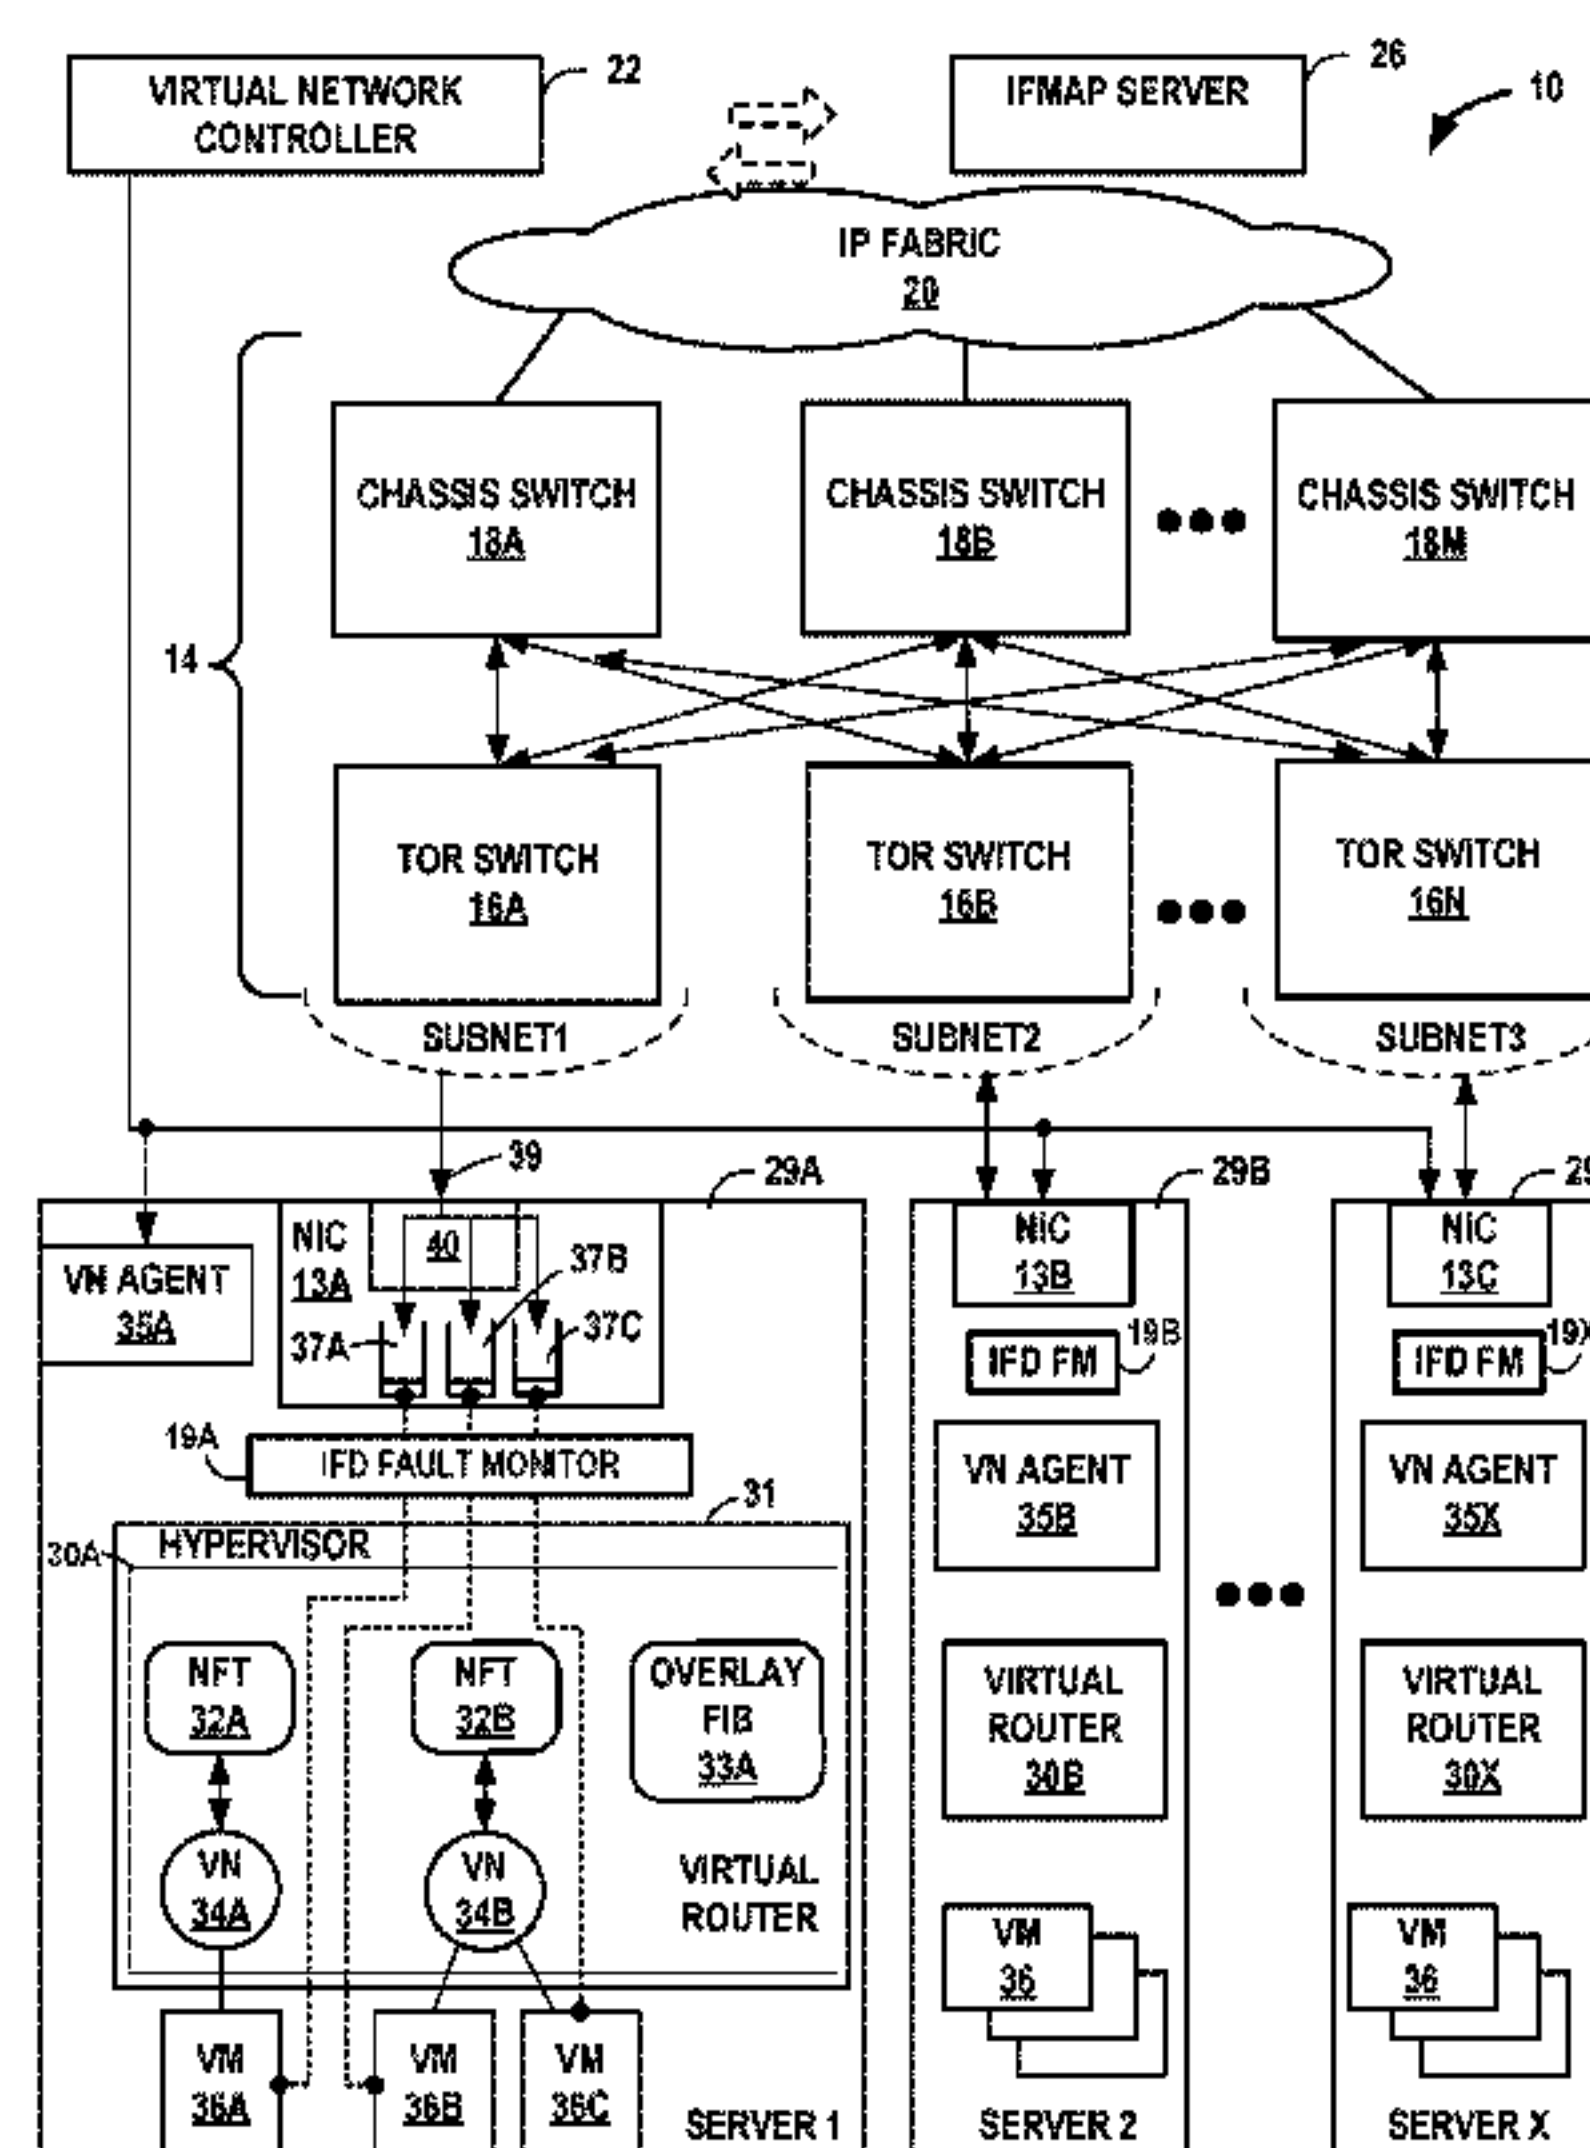 VIRTUAL NETWORK
CONTROLLER
22
IFMAP SERVER
26
10
IP FABRIC
20
14
CHASSIS SWITCH
18A
CHASSIS SWITCH
18B
CHASSIS SWITCH
18M
TOR SWITCH
16A
TOR SWITCH
16B
TOR SWITCH
16N
SUBNET1
SUBNET2
SUBNET3
39
29A
29B
29
VN AGENT
35A
NIC
13A
40
37A
37B
37C
19A
IFD FAULT MONITOR
31
HYPERVISOR
30A
NFT
32A
NFT
32B
OVERLAY
FIB
33A
VN
34A
VN
34B
VIRTUAL
ROUTER
VM
36A
VM
36B
VM
36C
SERVER 1
NIC
13B
IFD FM
19B
VN AGENT
35B
VIRTUAL
ROUTER
30B
VM
36
SERVER 2
NIC
13C
IFD FM
19X
VN AGENT
35X
VIRTUAL
ROUTER
30X
VM
36
SERVER X